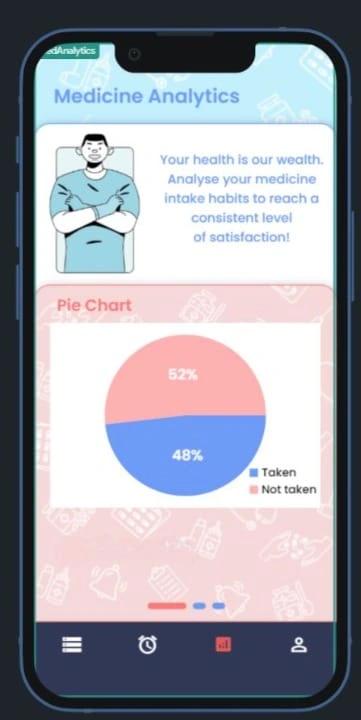 edAnalytics
Medicine Analytics
Your health is our wealth.
Analyse your medicine
intake habits to reach a
consistent level
of satisfaction!
Pie Chart
52%
48%
Taken
Not taken